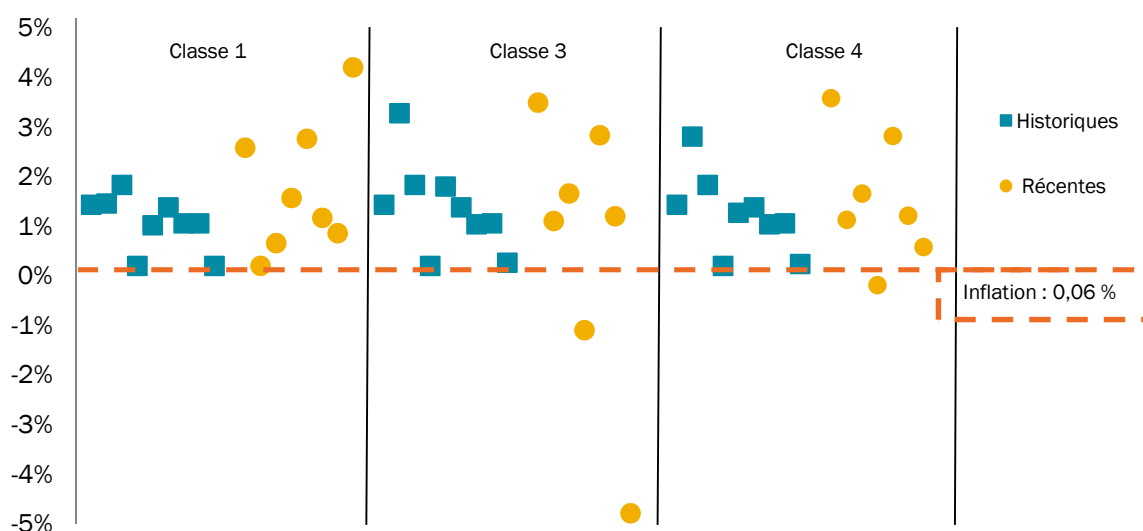 5%
4%
3%
2%
1%
0%
-1%
-2%
-3%
-4%
-5%
Classe 1
Classe 3
Classe 4
Historiques
Récentes
Inflation : 0,06 %